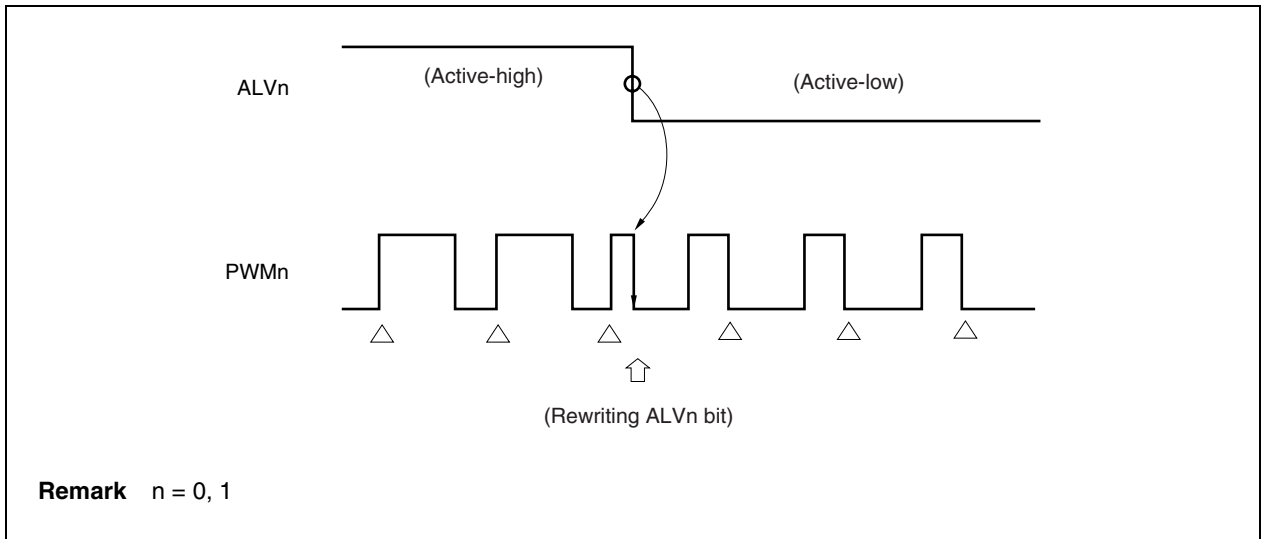 ALVn
(Active-high)
(Active-low)
PWMn
(Rewriting ALVn bit)
Remark n = 0, 1